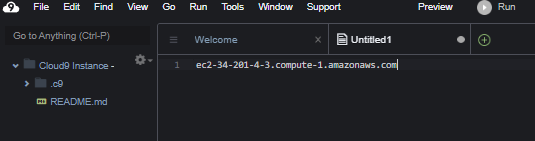 9 File Edit Find View Go Run Tools Window Support Preview Run
Go to Anything (Ctrl-P) Welcome × Untitled1
Cloud9 Instance -
.c9
README.md
1 ec2-34-201-4-3.compute-1.amazonaws.com